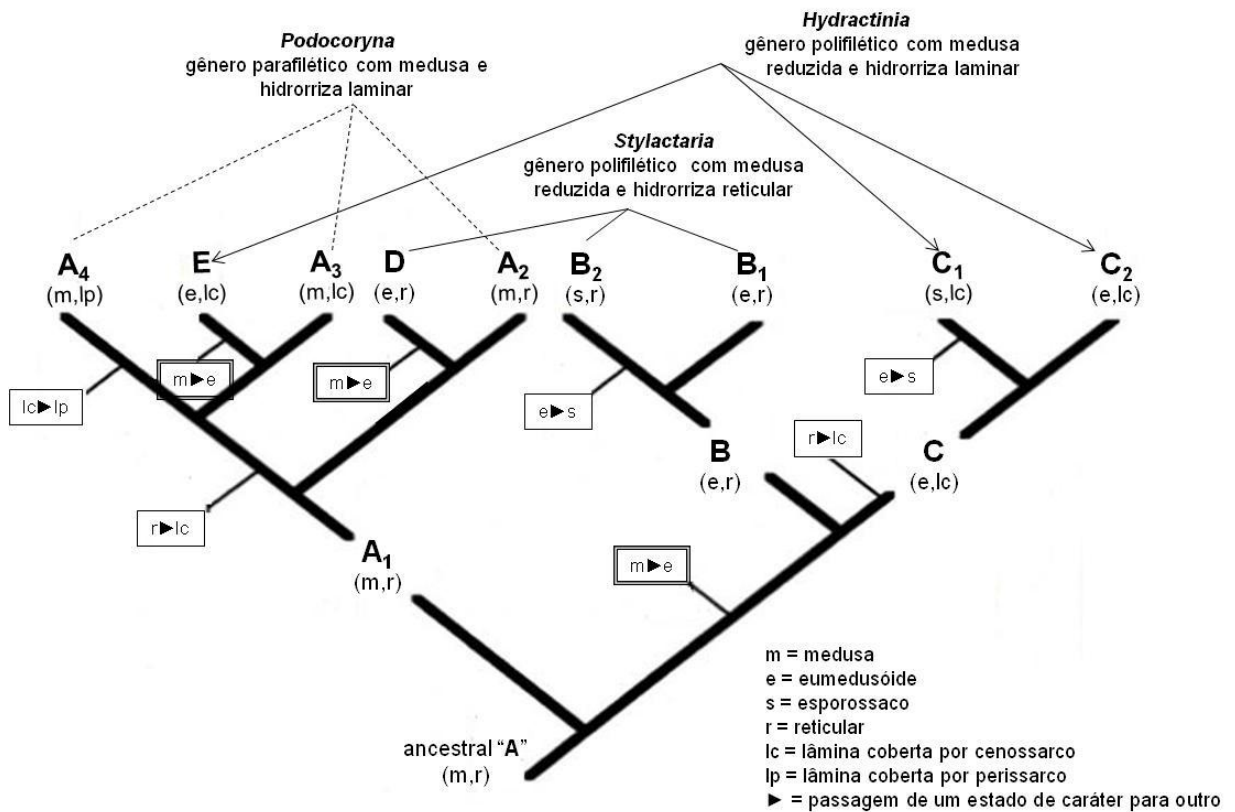 Hydractinia
gênero polifilético com medusa
reduzida e hidrorriza laminar
Podocoryna
gênero parafilético com medusa e
hidrorriza laminar
Stylactaria
gênero polifilético com medusa
reduzida e hidrorriza reticular
A4 E A3 D A2 B2 B1 C1 C2
(m,lp) (e,lc) (m,lc) (e,r) (m,r) (s,r) (e,r) (s,lc) (e,lc)
m►e
m►e
e►s
e►s
lc►lp
r►lc
B
(e,r)
C
(e,lc)
r►lc
A1
(m,r)
m►e
ancestral “A”
(m,r)
m = medusa
e = eumedusóide
s = esporossaco
r = reticular
lc = lâmina coberta por cenossarco
lp = lâmina coberta por perissarco
► = passagem de um estado de caráter para outro